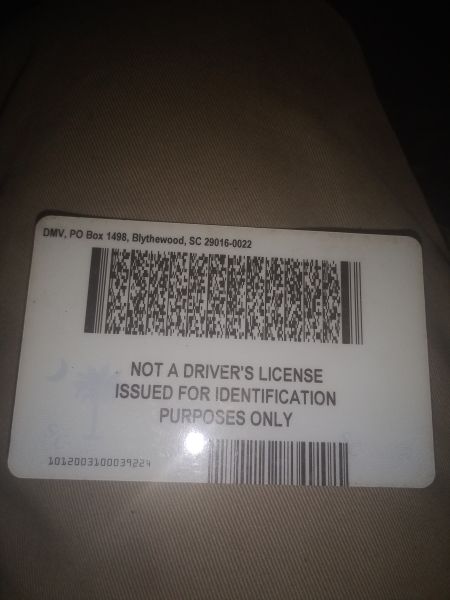 DMV, PO Box 1498, Blythewood, SC 29016-0022
NOT A DRIVER'S LICENSE
ISSUED FOR IDENTIFICATION
PURPOSES ONLY
1012003100039224